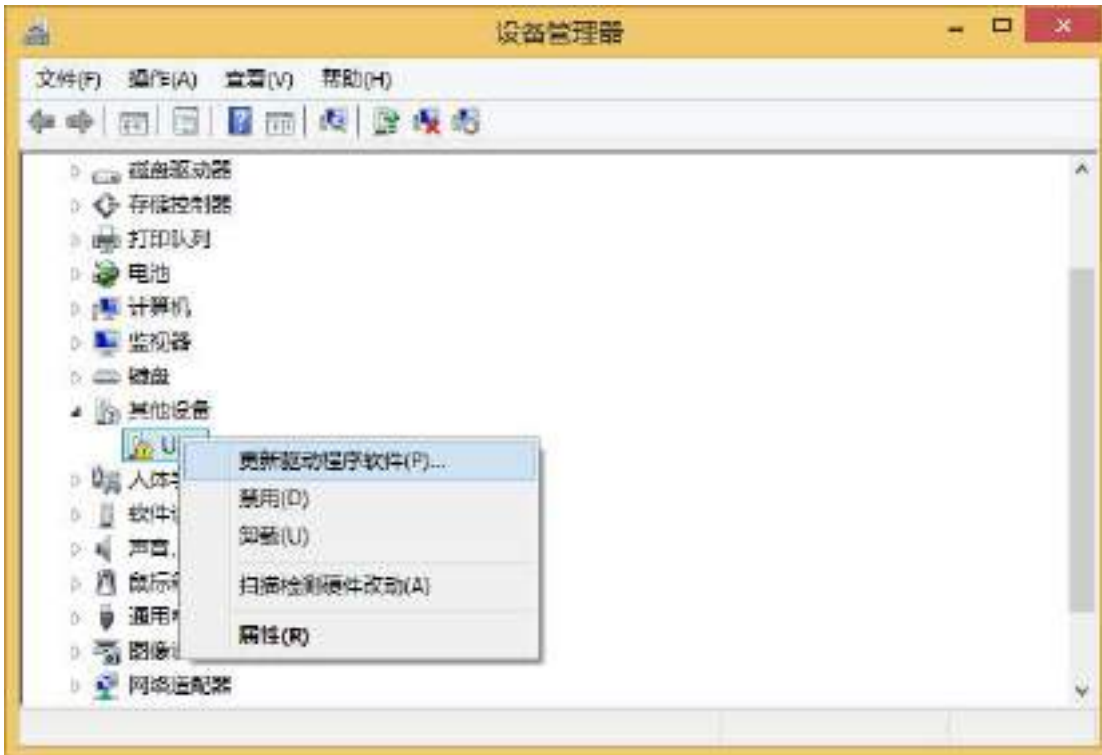 设备管理器
文件(F) 操作(A) 查看(V) 帮助(H)
磁盘驱动器
存储控制器
打印队列
电池
计算机
监视器
键盘
其他设备
U
更新驱动程序软件(P)...
人体
禁用(D)
软件
卸载(U)
声音,
鼠标
扫描检测硬件改动(A)
通用
属性(R)
图像
网络适配器